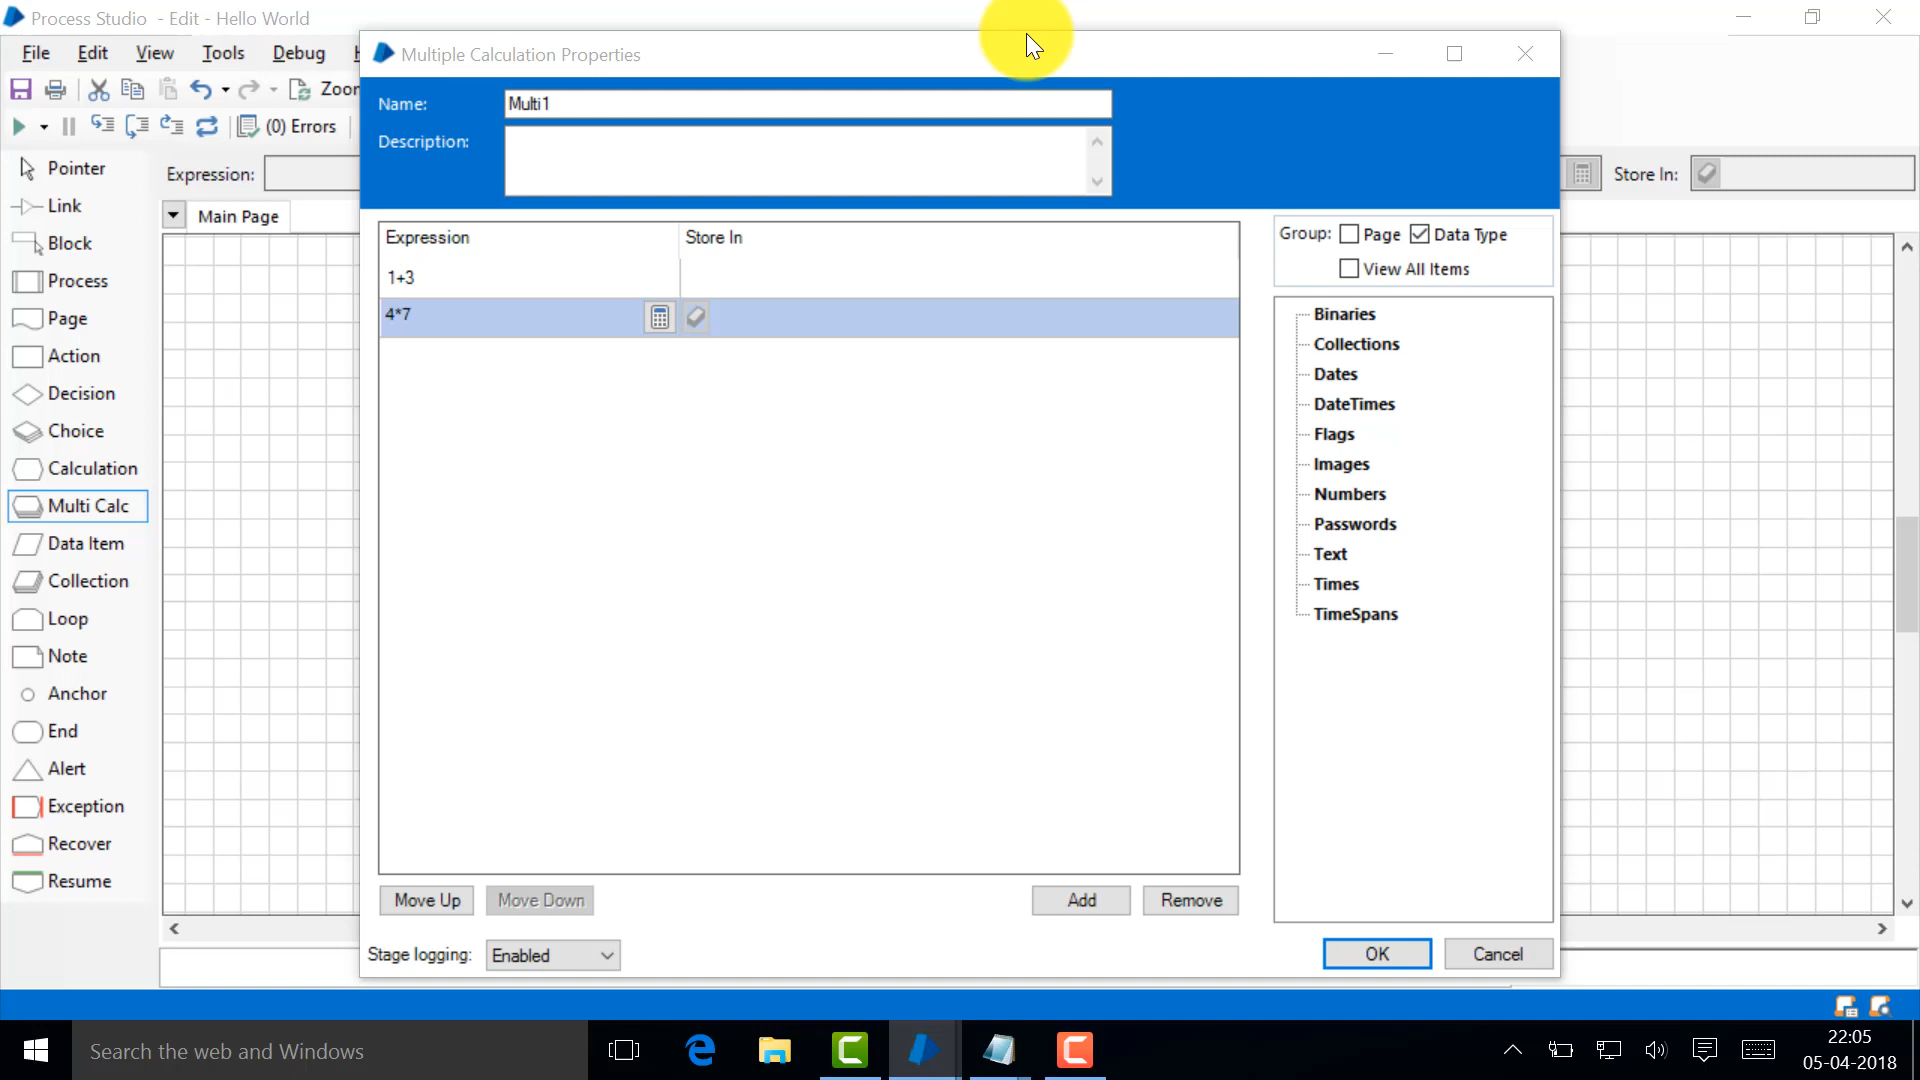 Process Studio - Edit - Hello World
File Edit View Tools Debug
Zoom
(0) Errors
Multiple Calculation Properties
Name: Multi1
Description:
Expression: Store In:
Main Page
Pointer
Link
Block
Process
Page
Action
Decision
Choice
Calculation
Multi Calc
Data Item
Collection
Loop
Note
Anchor
End
Alert
Exception
Recover
Resume
Expression Store In
1+3
4*7
Group: Page Data Type
View All Items
Binaries
Collections
Dates
DateTimes
Flags
Images
Numbers
Passwords
Text
Times
TimeSpans
Move Up Move Down Add Remove
Stage logging: Enabled OK Cancel
Search the web and Windows
22:05
05-04-2018